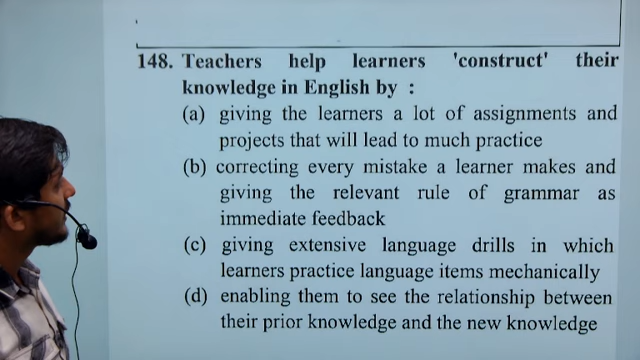 148. Teachers help learners 'construct' their
knowledge in English by :
(a) giving the learners a lot of assignments and
projects that will lead to much practice
(b) correcting every mistake a learner makes and
giving the relevant rule of grammar as
immediate feedback
(c) giving extensive language drills in which
learners practice language items mechanically
(d) enabling them to see the relationship between
their prior knowledge and the new knowledge